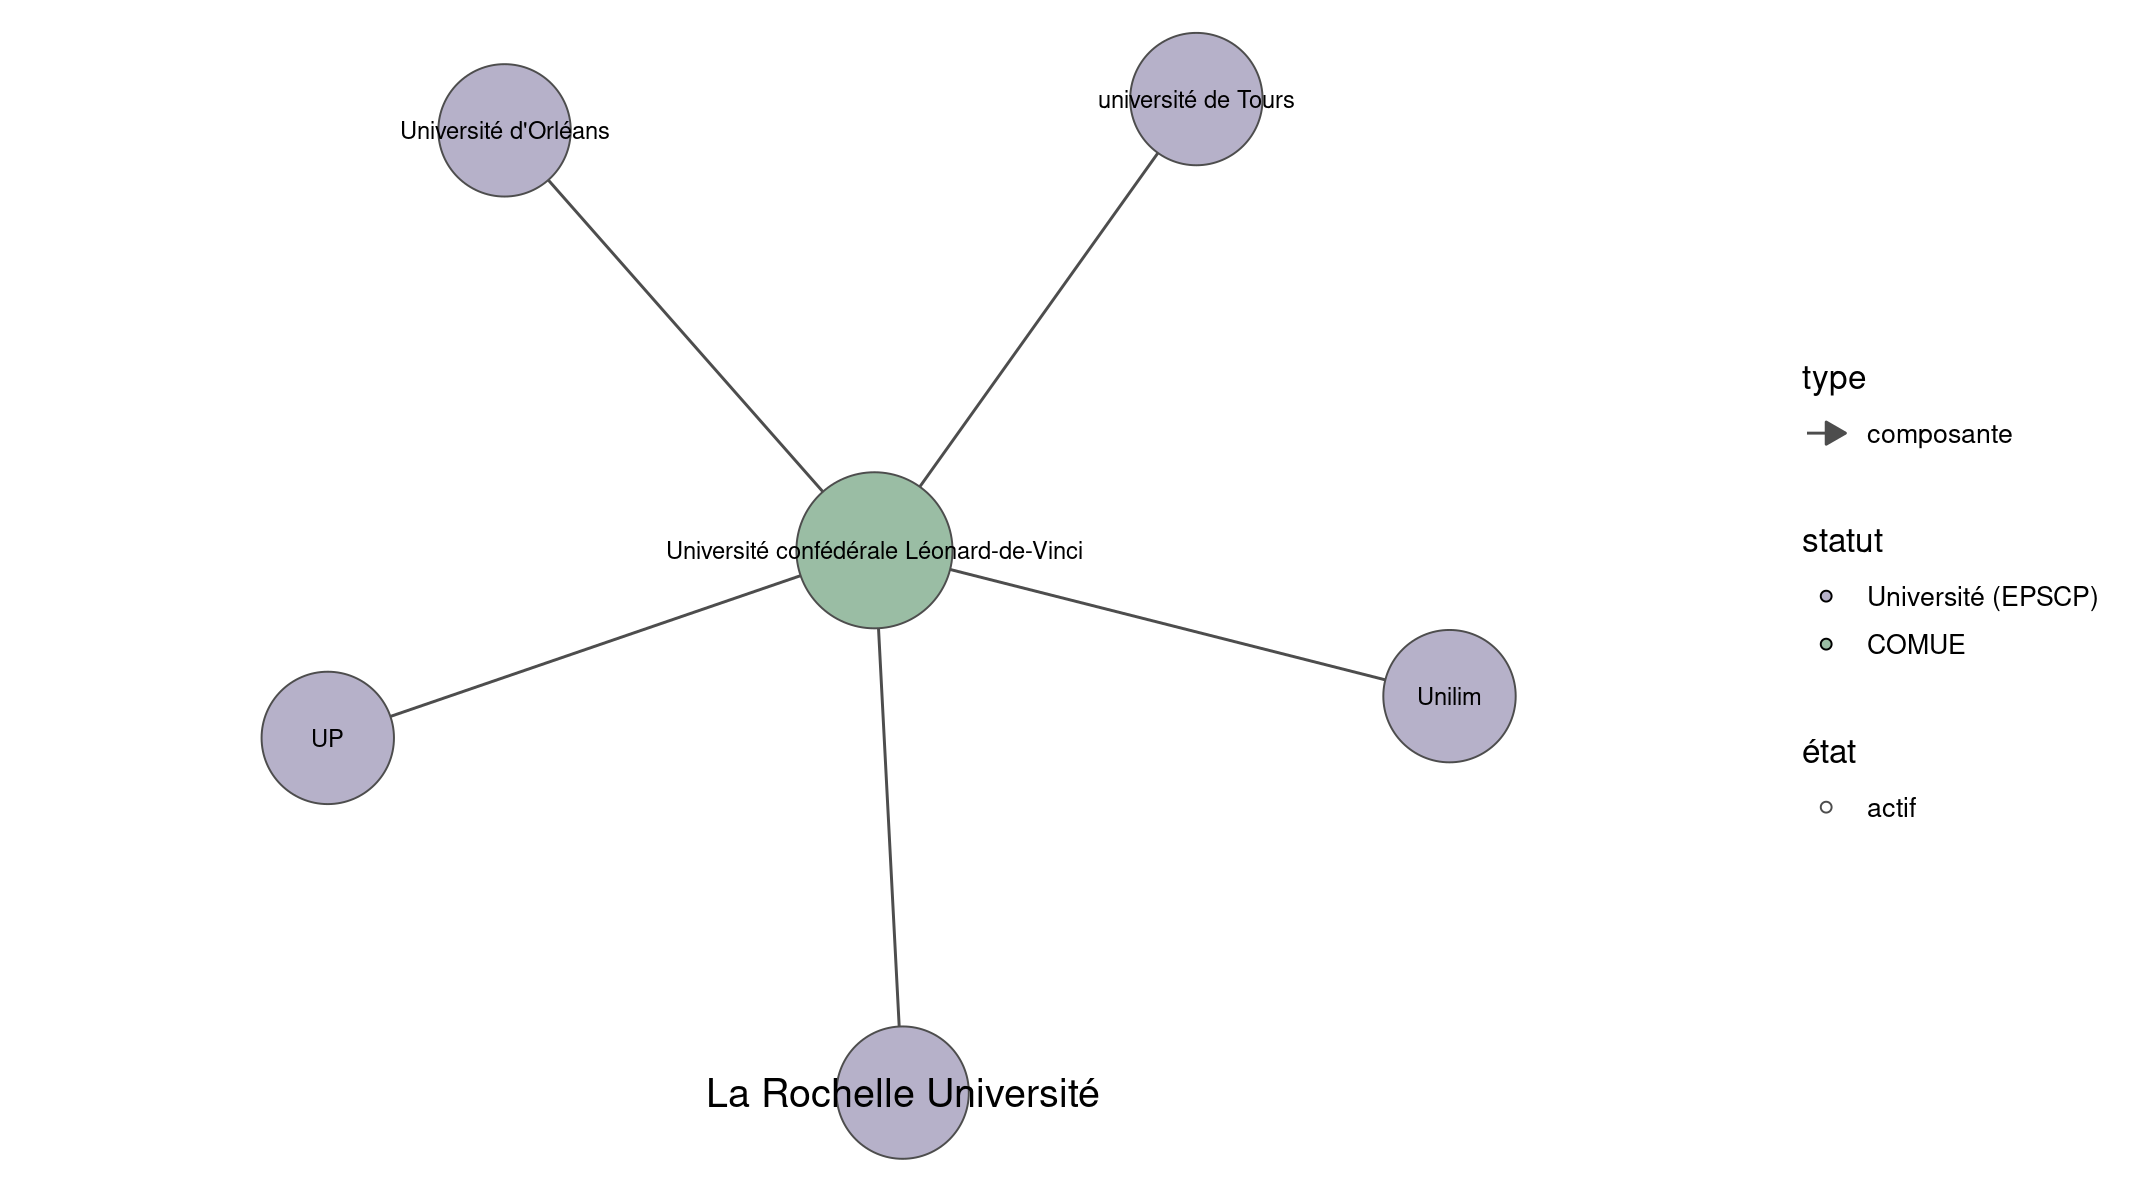 université de Tours
Université d'Orléans
Université confédérale Léonard-de-Vinci
Unilim
UP
La Rochelle Université
type
composante
statut
Université (EPSCP)
COMUE
état
actif